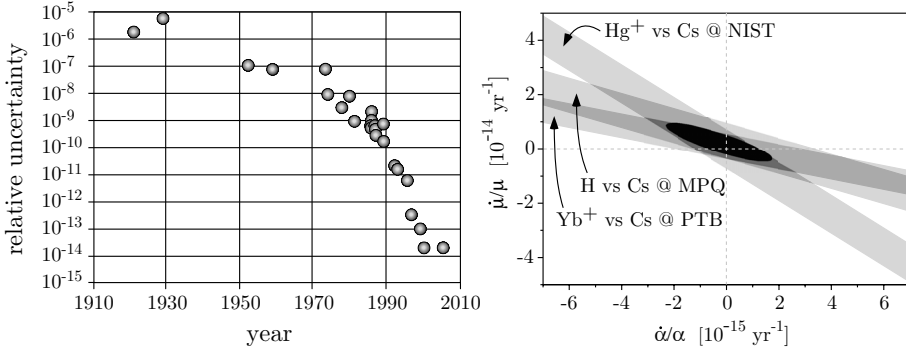 relative uncertainty
10⁻⁵
10⁻⁶
10⁻⁷
10⁻⁸
10⁻⁹
10⁻¹⁰
10⁻¹¹
10⁻¹²
10⁻¹³
10⁻¹⁴
10⁻¹⁵
1910 1930 1950 1970 1990 2010
year
μ̇/μ [10⁻¹⁴ yr⁻¹]
4
2
0
-2
-4
Hg⁺ vs Cs @ NIST
H vs Cs @ MPQ
Yb⁺ vs Cs @ PTB
-6 -4 -2 0 2 4 6
α̇/α [10⁻¹⁵ yr⁻¹]